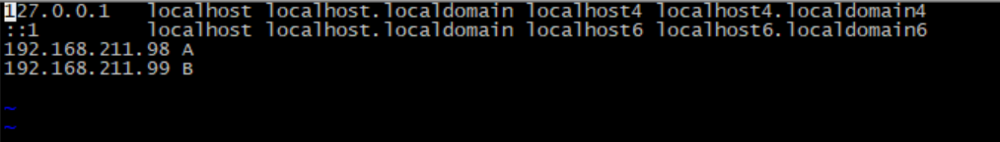 127.0.0.1   localhost localhost.localdomain localhost4 localhost4.localdomain4
::1         localhost localhost.localdomain localhost6 localhost6.localdomain6
192.168.211.98 A
192.168.211.99 B
~
~